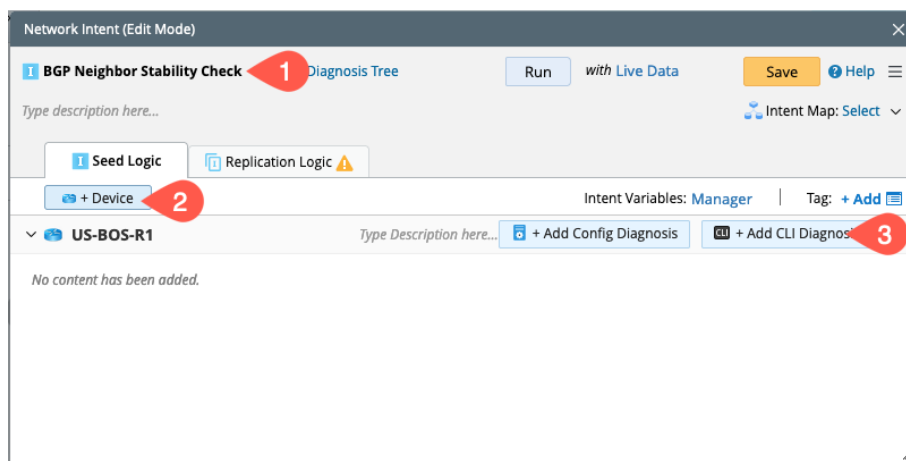 Network Intent (Edit Mode)
BGP Neighbor Stability Check 1 Diagnosis Tree Run with Live Data Save Help
Type description here... Intent Map: Select
Seed Logic Replication Logic
+ Device 2 Intent Variables: Manager Tag: + Add
US-BOS-R1 Type Description here... + Add Config Diagnosis CLI + Add CLI 3
No content has been added.